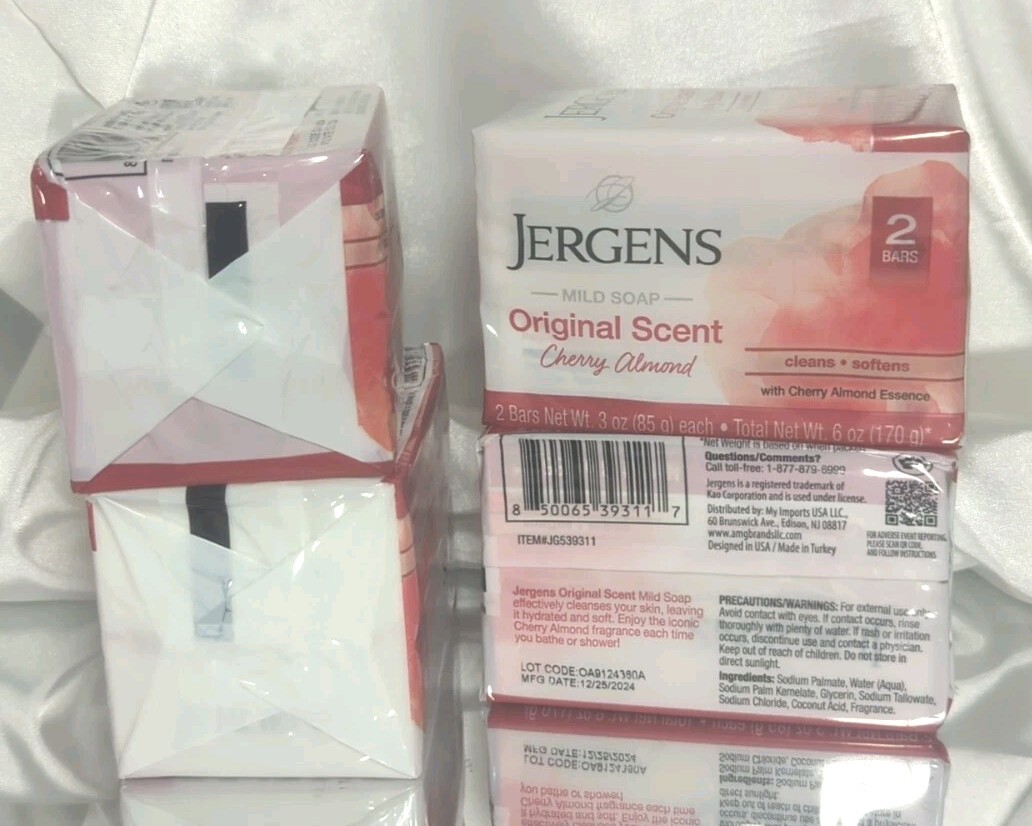 JERGENS
MILD SOAP
Original Scent
Cherry Almond
2
BARS
cleans • softens
with Cherry Almond Essence
2 Bars Net Wt. 3 oz (85 g) each • Total Net Wt. 6 oz (170 g)*
8 50065 39311 7
ITEM#JG539311
*Net Weight is based on when packed
Questions/Comments?
Call toll-free: 1-877-879-8999
Jergens is a registered trademark of
Kao Corporation and is used under license.
Distributed by: My Imports USA LLC.,
60 Brunswick Ave., Edison, NJ 08817
www.amgbrandsllc.com
Designed in USA / Made in Turkey
FOR ADVERSE EVENT REPORTING,
PLEASE SCAN QR CODE,
AND FOLLOW INSTRUCTIONS
Jergens Original Scent Mild Soap
effectively cleanses your skin, leaving
it hydrated and soft. Enjoy the iconic
Cherry Almond fragrance each time
you bathe or shower!
LOT CODE:OA9124360A
MFG DATE:12/25/2024
PRECAUTIONS/WARNINGS: For external use only.
Avoid contact with eyes. If contact occurs, rinse
thoroughly with plenty of water. If rash or irritation
occurs, discontinue use and contact a physician.
Keep out of reach of children. Do not store in
direct sunlight.
Ingredients: Sodium Palmate, Water (Aqua),
Sodium Palm Kernelate, Glycerin, Sodium Tallowate,
Sodium Chloride, Coconut Acid, Fragrance.